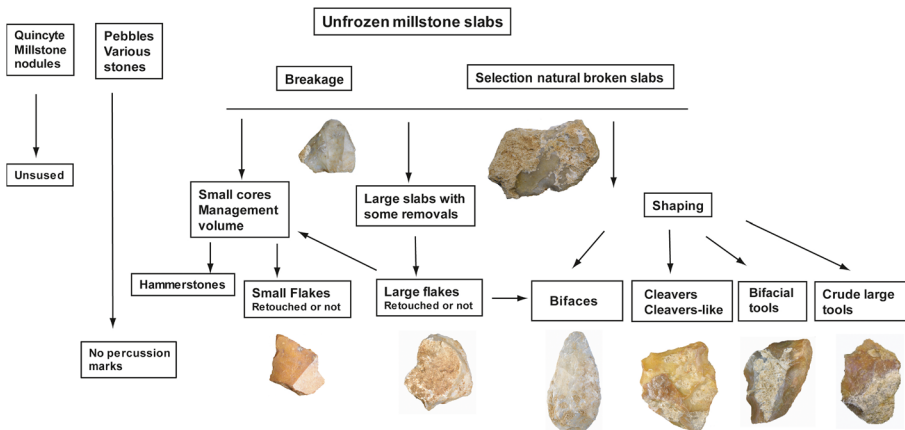 Unfrozen millstone slabs
Quincyte
Millstone
nodules
Pebbles
Various
stones
Breakage
Selection natural broken slabs
Unsused
Small cores
Management
volume
Large slabs with
some removals
Shaping
Hammerstones
Small Flakes
Retouched or not
Large flakes
Retouched or not
Bifaces
Cleavers
Cleavers-like
Bifacial
tools
Crude large
tools
No percussion
marks